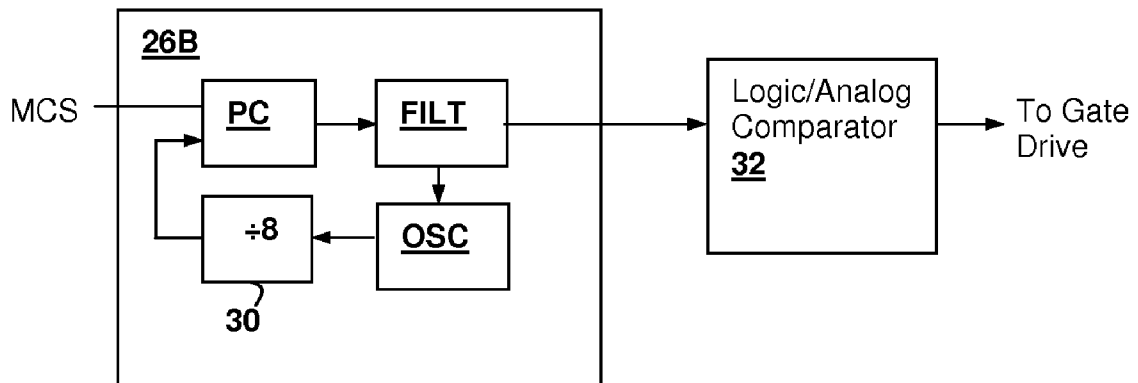 26B
MCS
PC
FILT
÷8
OSC
30
Logic/Analog
Comparator
32
To Gate
Drive